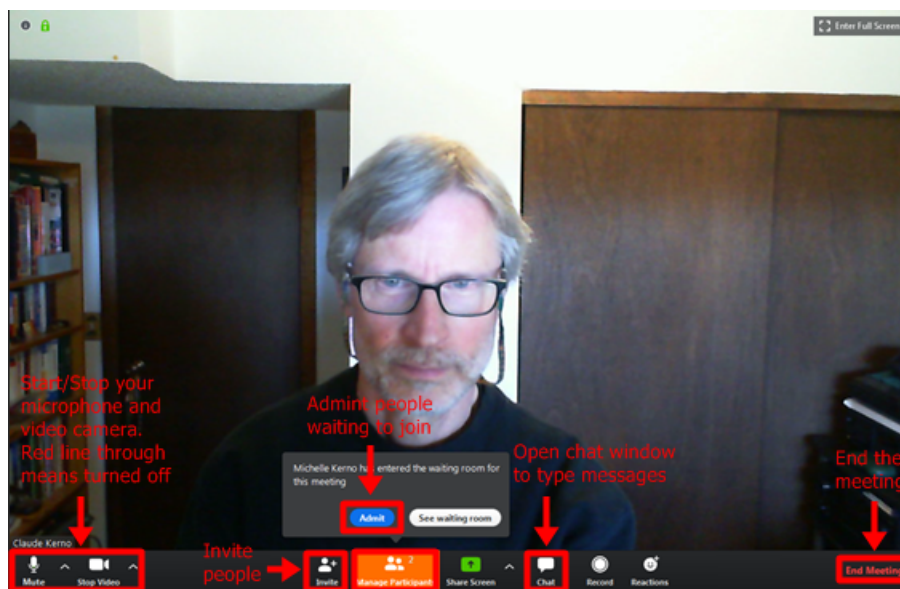 Enter Full Screen
Start/Stop your
microphone and
video camera.
Red line through
means turned off
Admint people
waiting to join
Michelle Kerno has entered the waiting room for
this meeting
Admit
See waiting room
Open chat window
to type messages
End the
meeting
Claude Kerno
Invite
people
Mute
Stop Video
Invite
2
Manage Participants
Share Screen
Chat
Record
Reactions
End Meeting